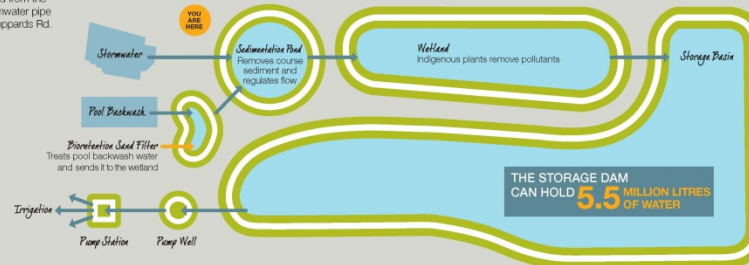 d from the
mwater pipe
oppards Rd.
YOU
ARE
HERE
Stormwater
Sedimentation Pond
Removes course
sediment and
regulates flow
Wetland
Indigenous plants remove pollutants
Storage Basin
Pool Backwash
Bioretention Sand Filter
Treats pool backwash water
and sends it to the wetland
THE STORAGE DAM
CAN HOLD 5.5 MILLION LITRES
OF WATER
Irrigation
Pump Station
Pump Well